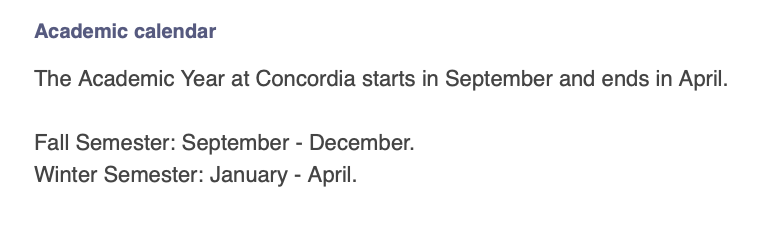 Academic calendar
The Academic Year at Concordia starts in September and ends in April.
Fall Semester: September - December.
Winter Semester: January - April.